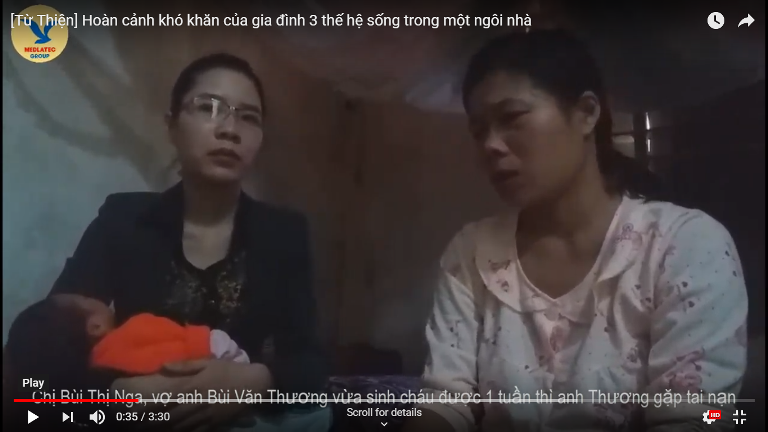 [Từ Thiện] Hoàn cảnh khó khăn của gia đình 3 thế hệ sống trong một ngôi nhà
MEDLATEC
GROUP
Play
Chị Bùi Thị Nga, vợ anh Bùi Văn Thương vừa sinh cháu được 1 tuần thì anh Thương gặp tai nạn
0:35 / 3:30
Scroll for details
HD